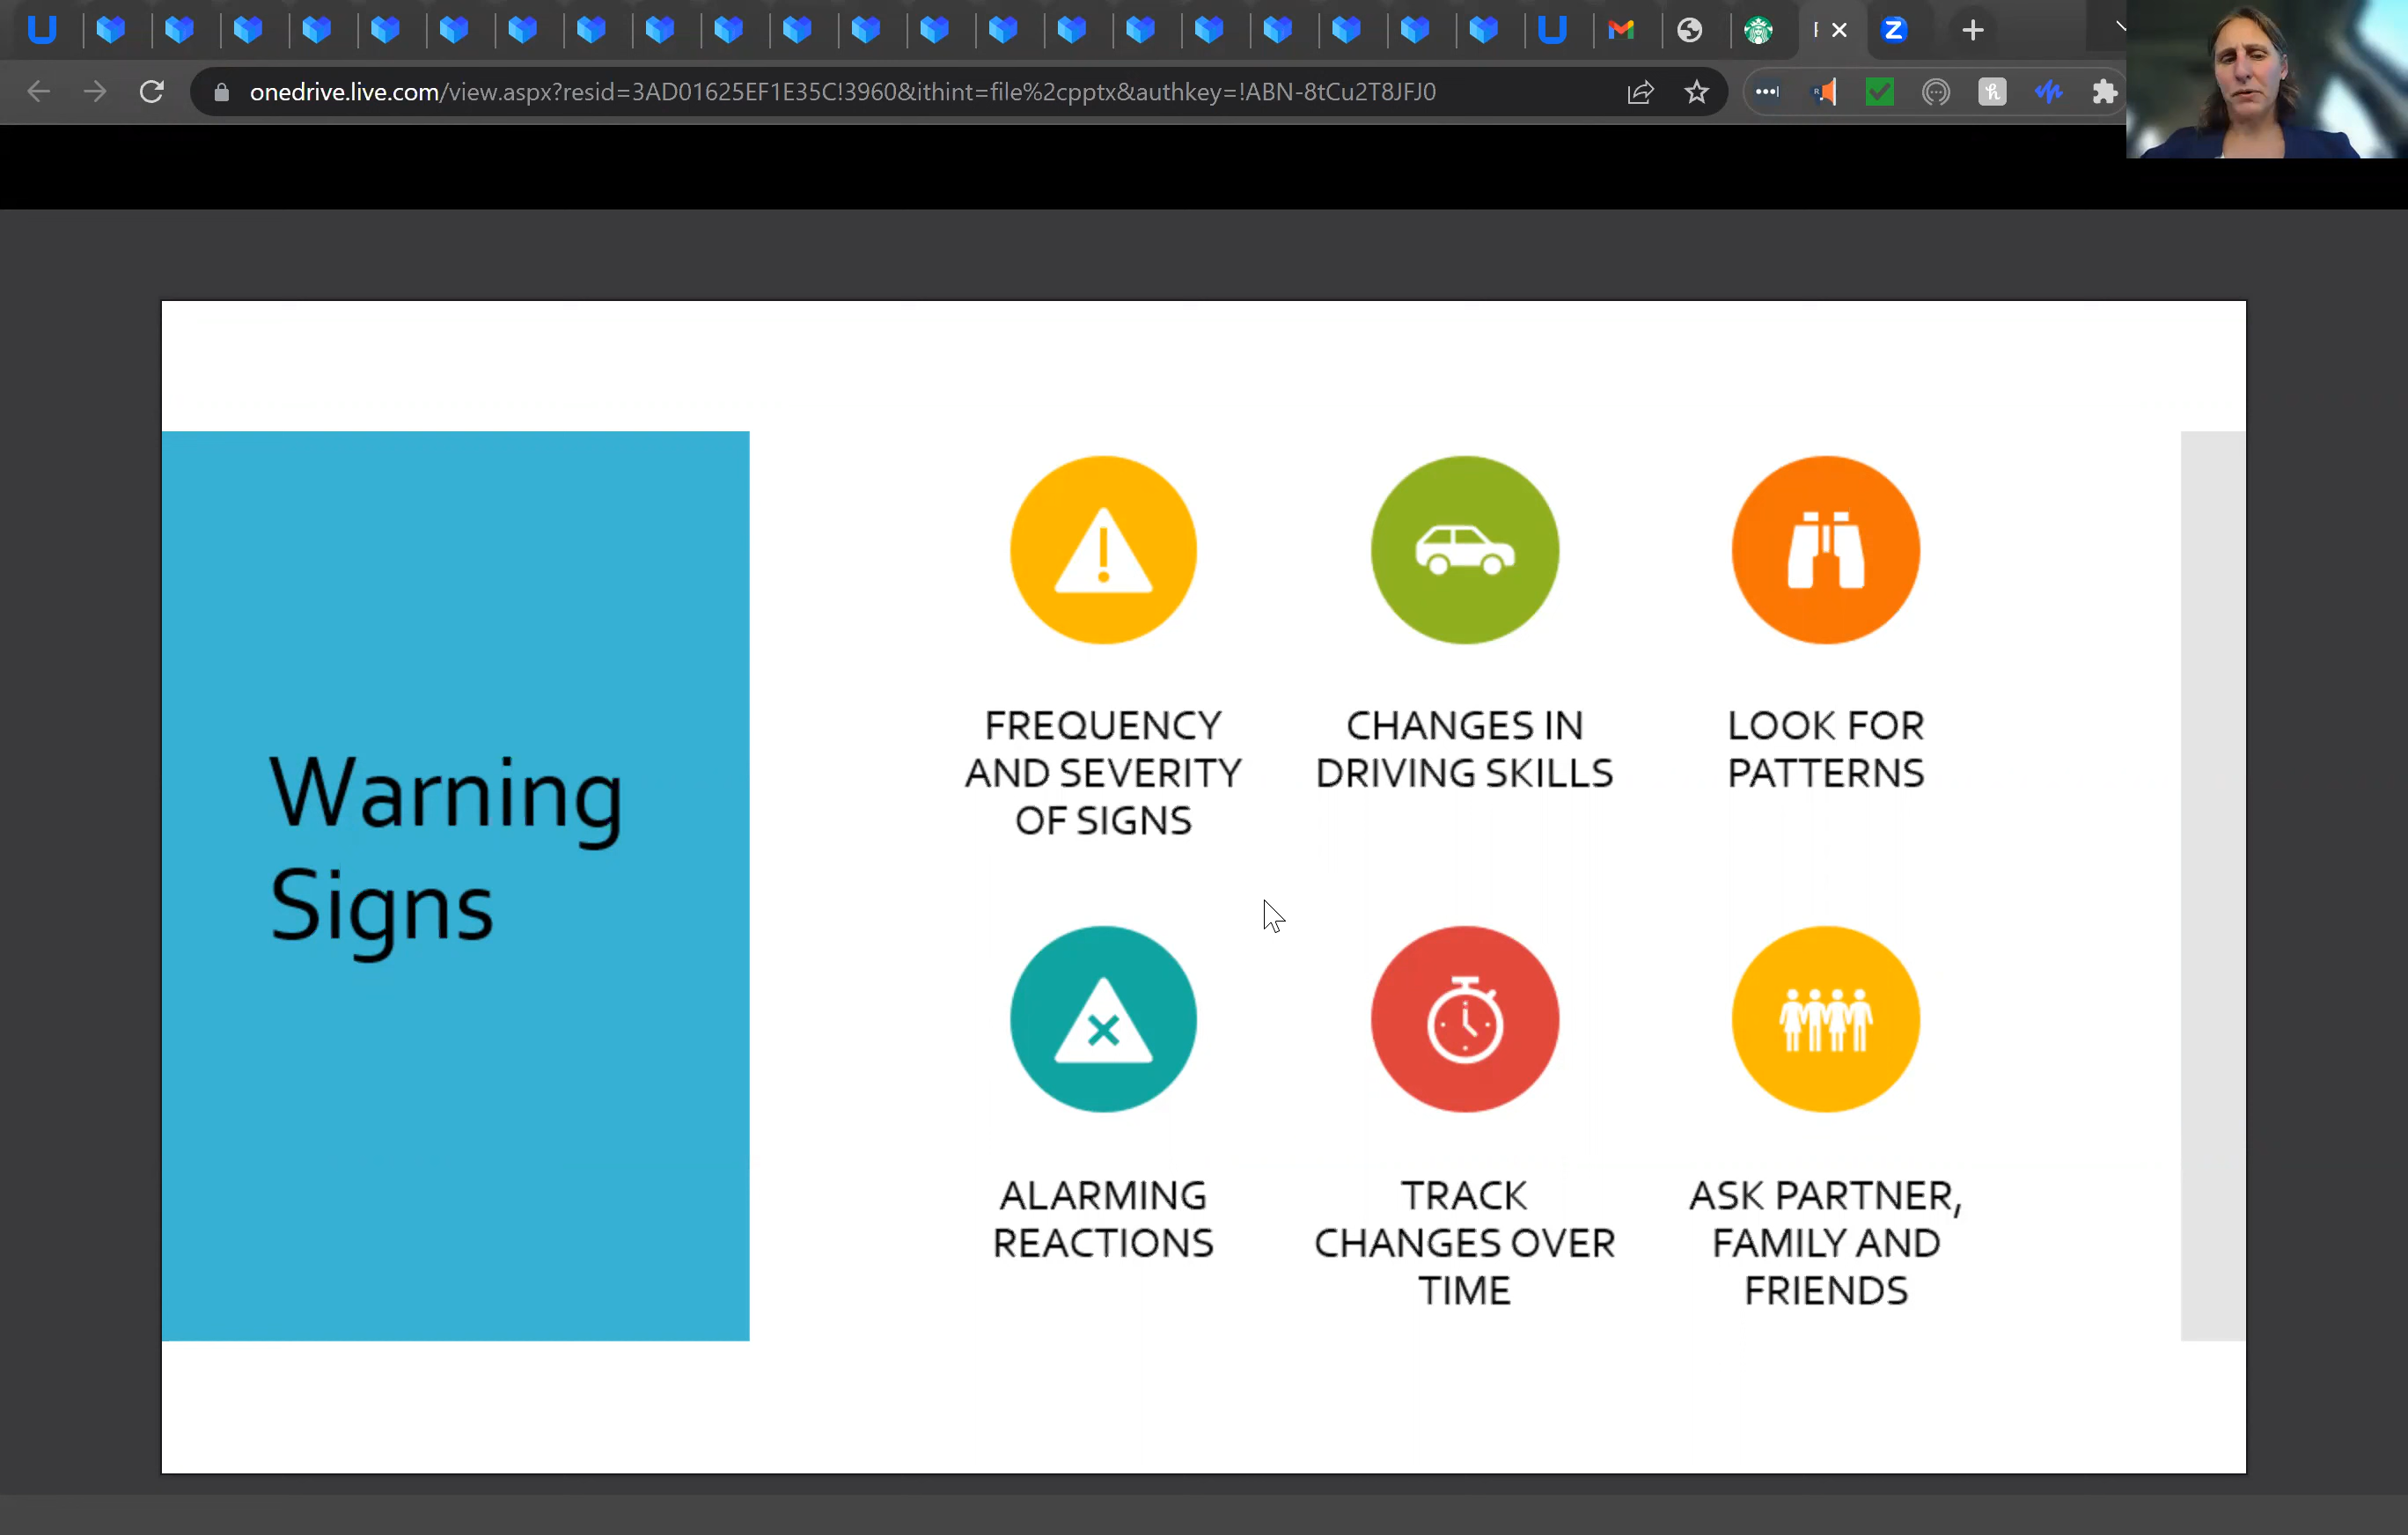 onedrive.live.com/view.aspx?resid=3AD01625EF1E35C!3960&ithint=file%2cpptx&authkey=!ABN-8tCu2T8JFJ0
Warning
Signs
FREQUENCY
AND SEVERITY
OF SIGNS
CHANGES IN
DRIVING SKILLS
LOOK FOR
PATTERNS
ALARMING
REACTIONS
TRACK
CHANGES OVER
TIME
ASK PARTNER,
FAMILY AND
FRIENDS